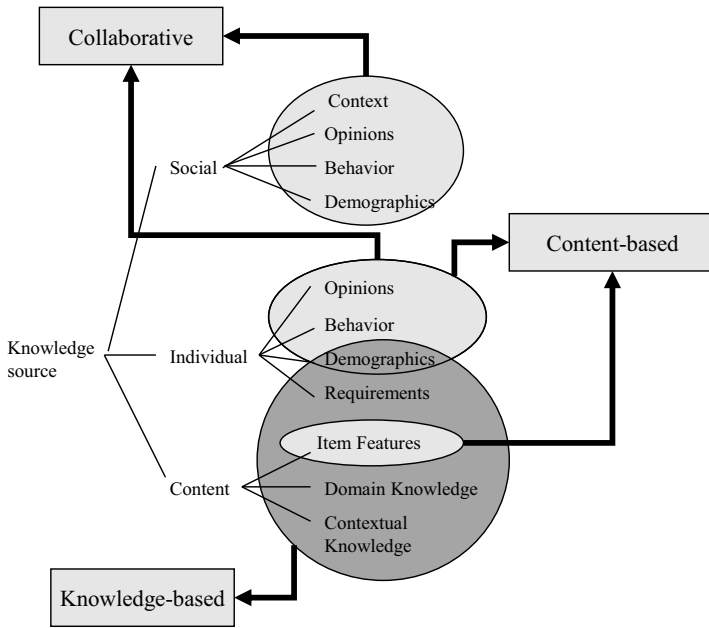 Collaborative
Context
Opinions
Social
Behavior
Demographics
Content-based
Opinions
Behavior
Knowledge
source
Individual
Demographics
Requirements
Item Features
Content
Domain Knowledge
Contextual
Knowledge
Knowledge-based